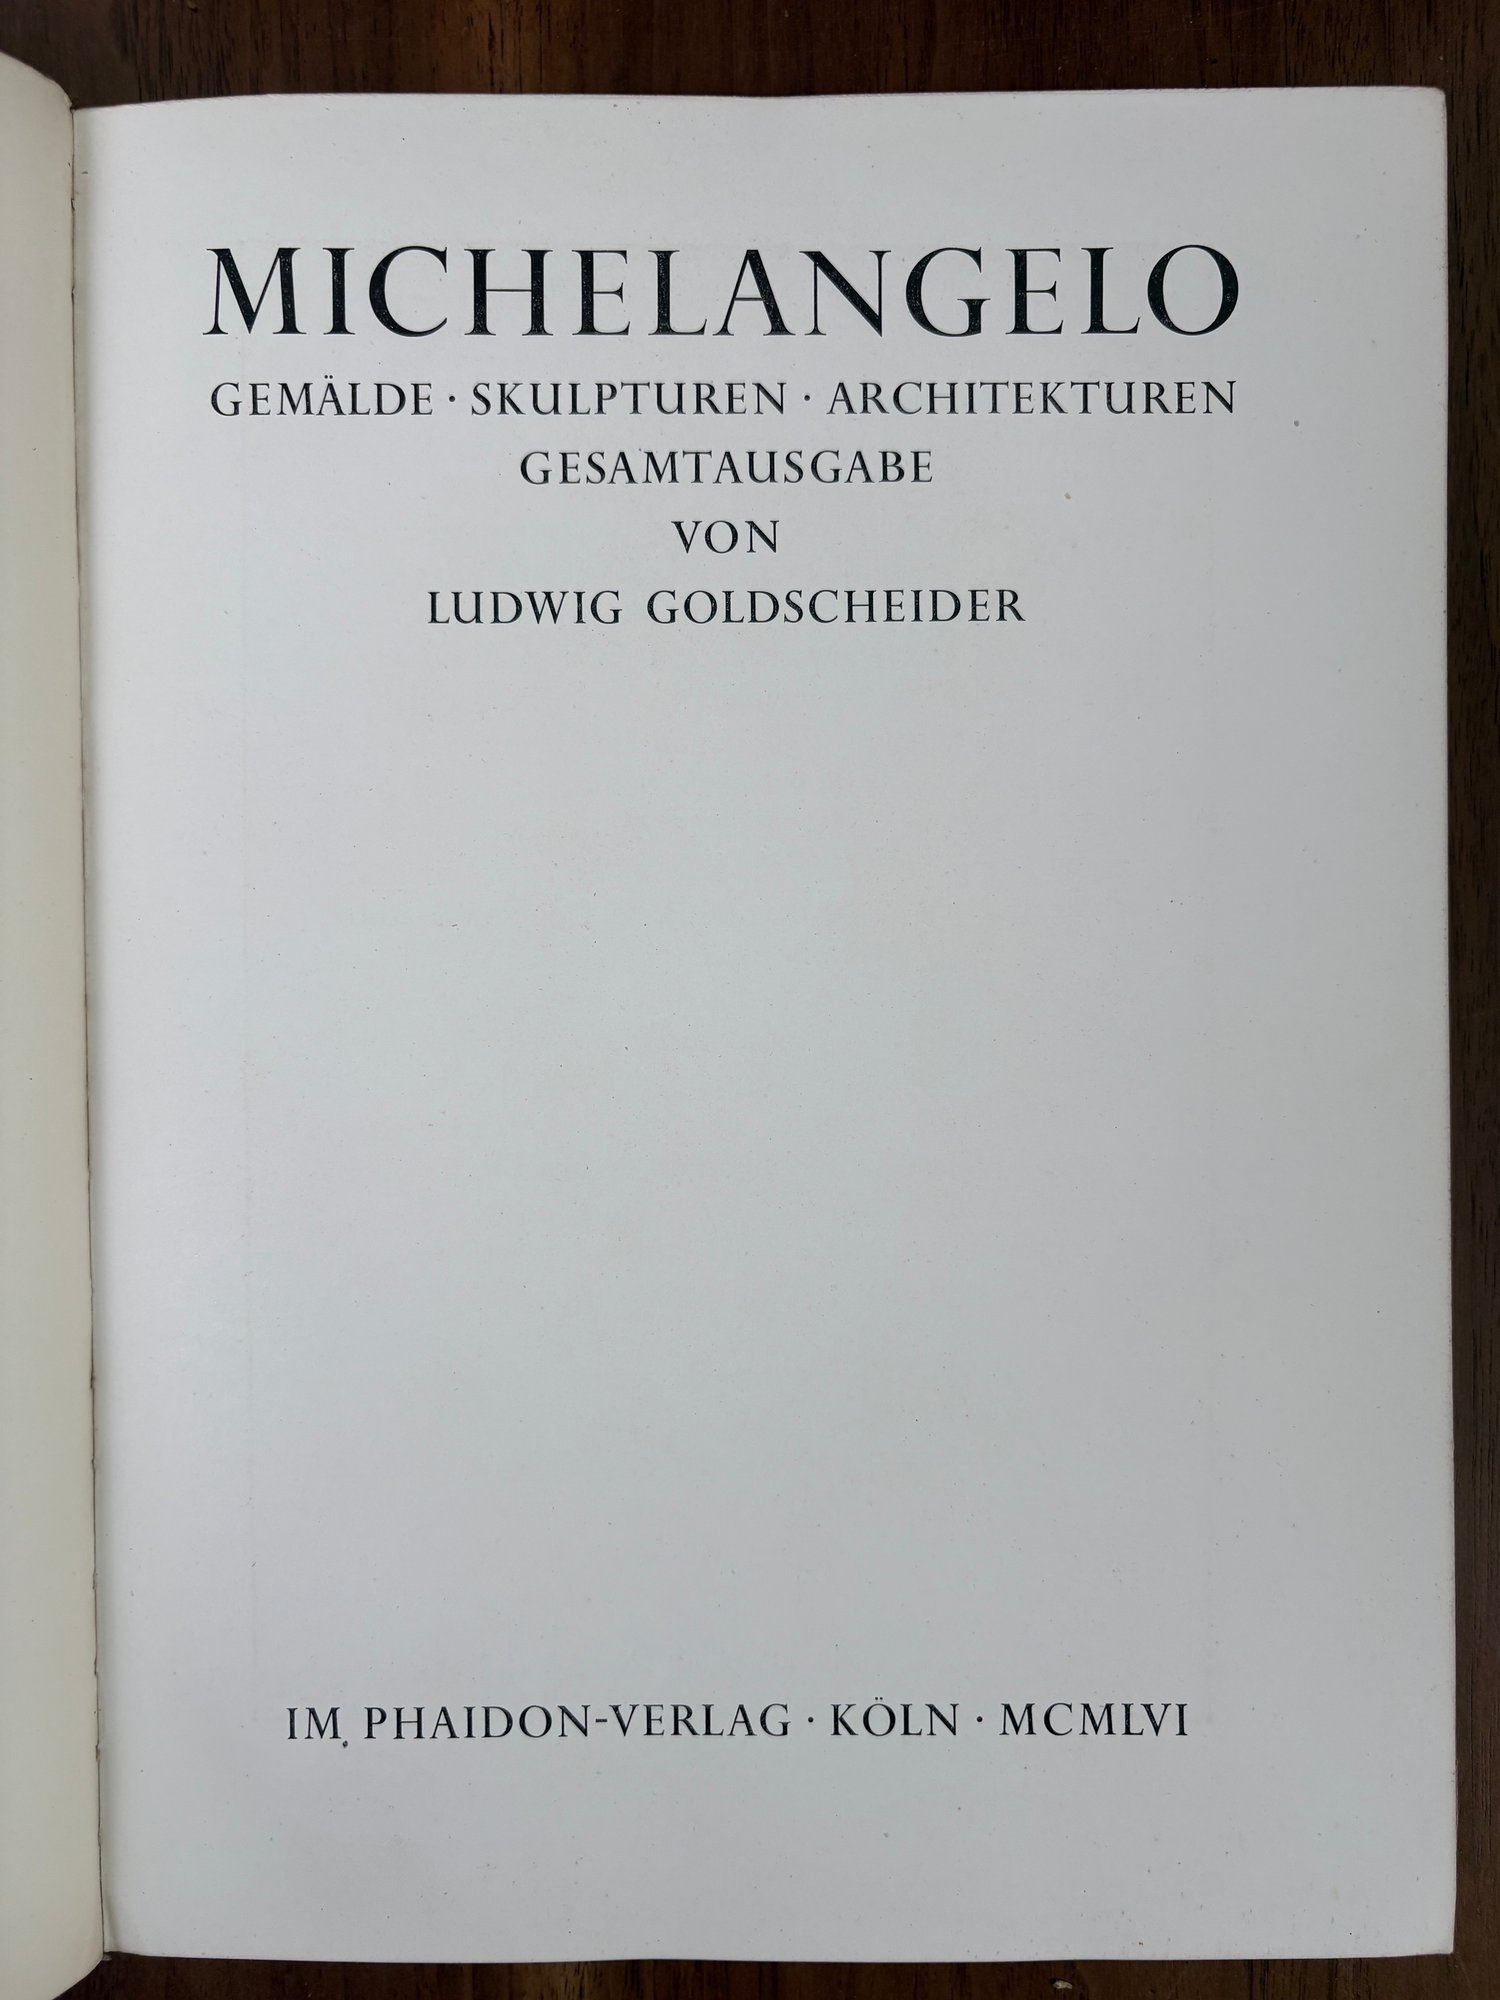 MICHELANGELO
GEMÄLDE · SKULPTUREN · ARCHITEKTUREN
GESAMTAUSGABE
VON
LUDWIG GOLDSCHEIDER
IM PHAIDON-VERLAG · KÖLN · MCMLVI